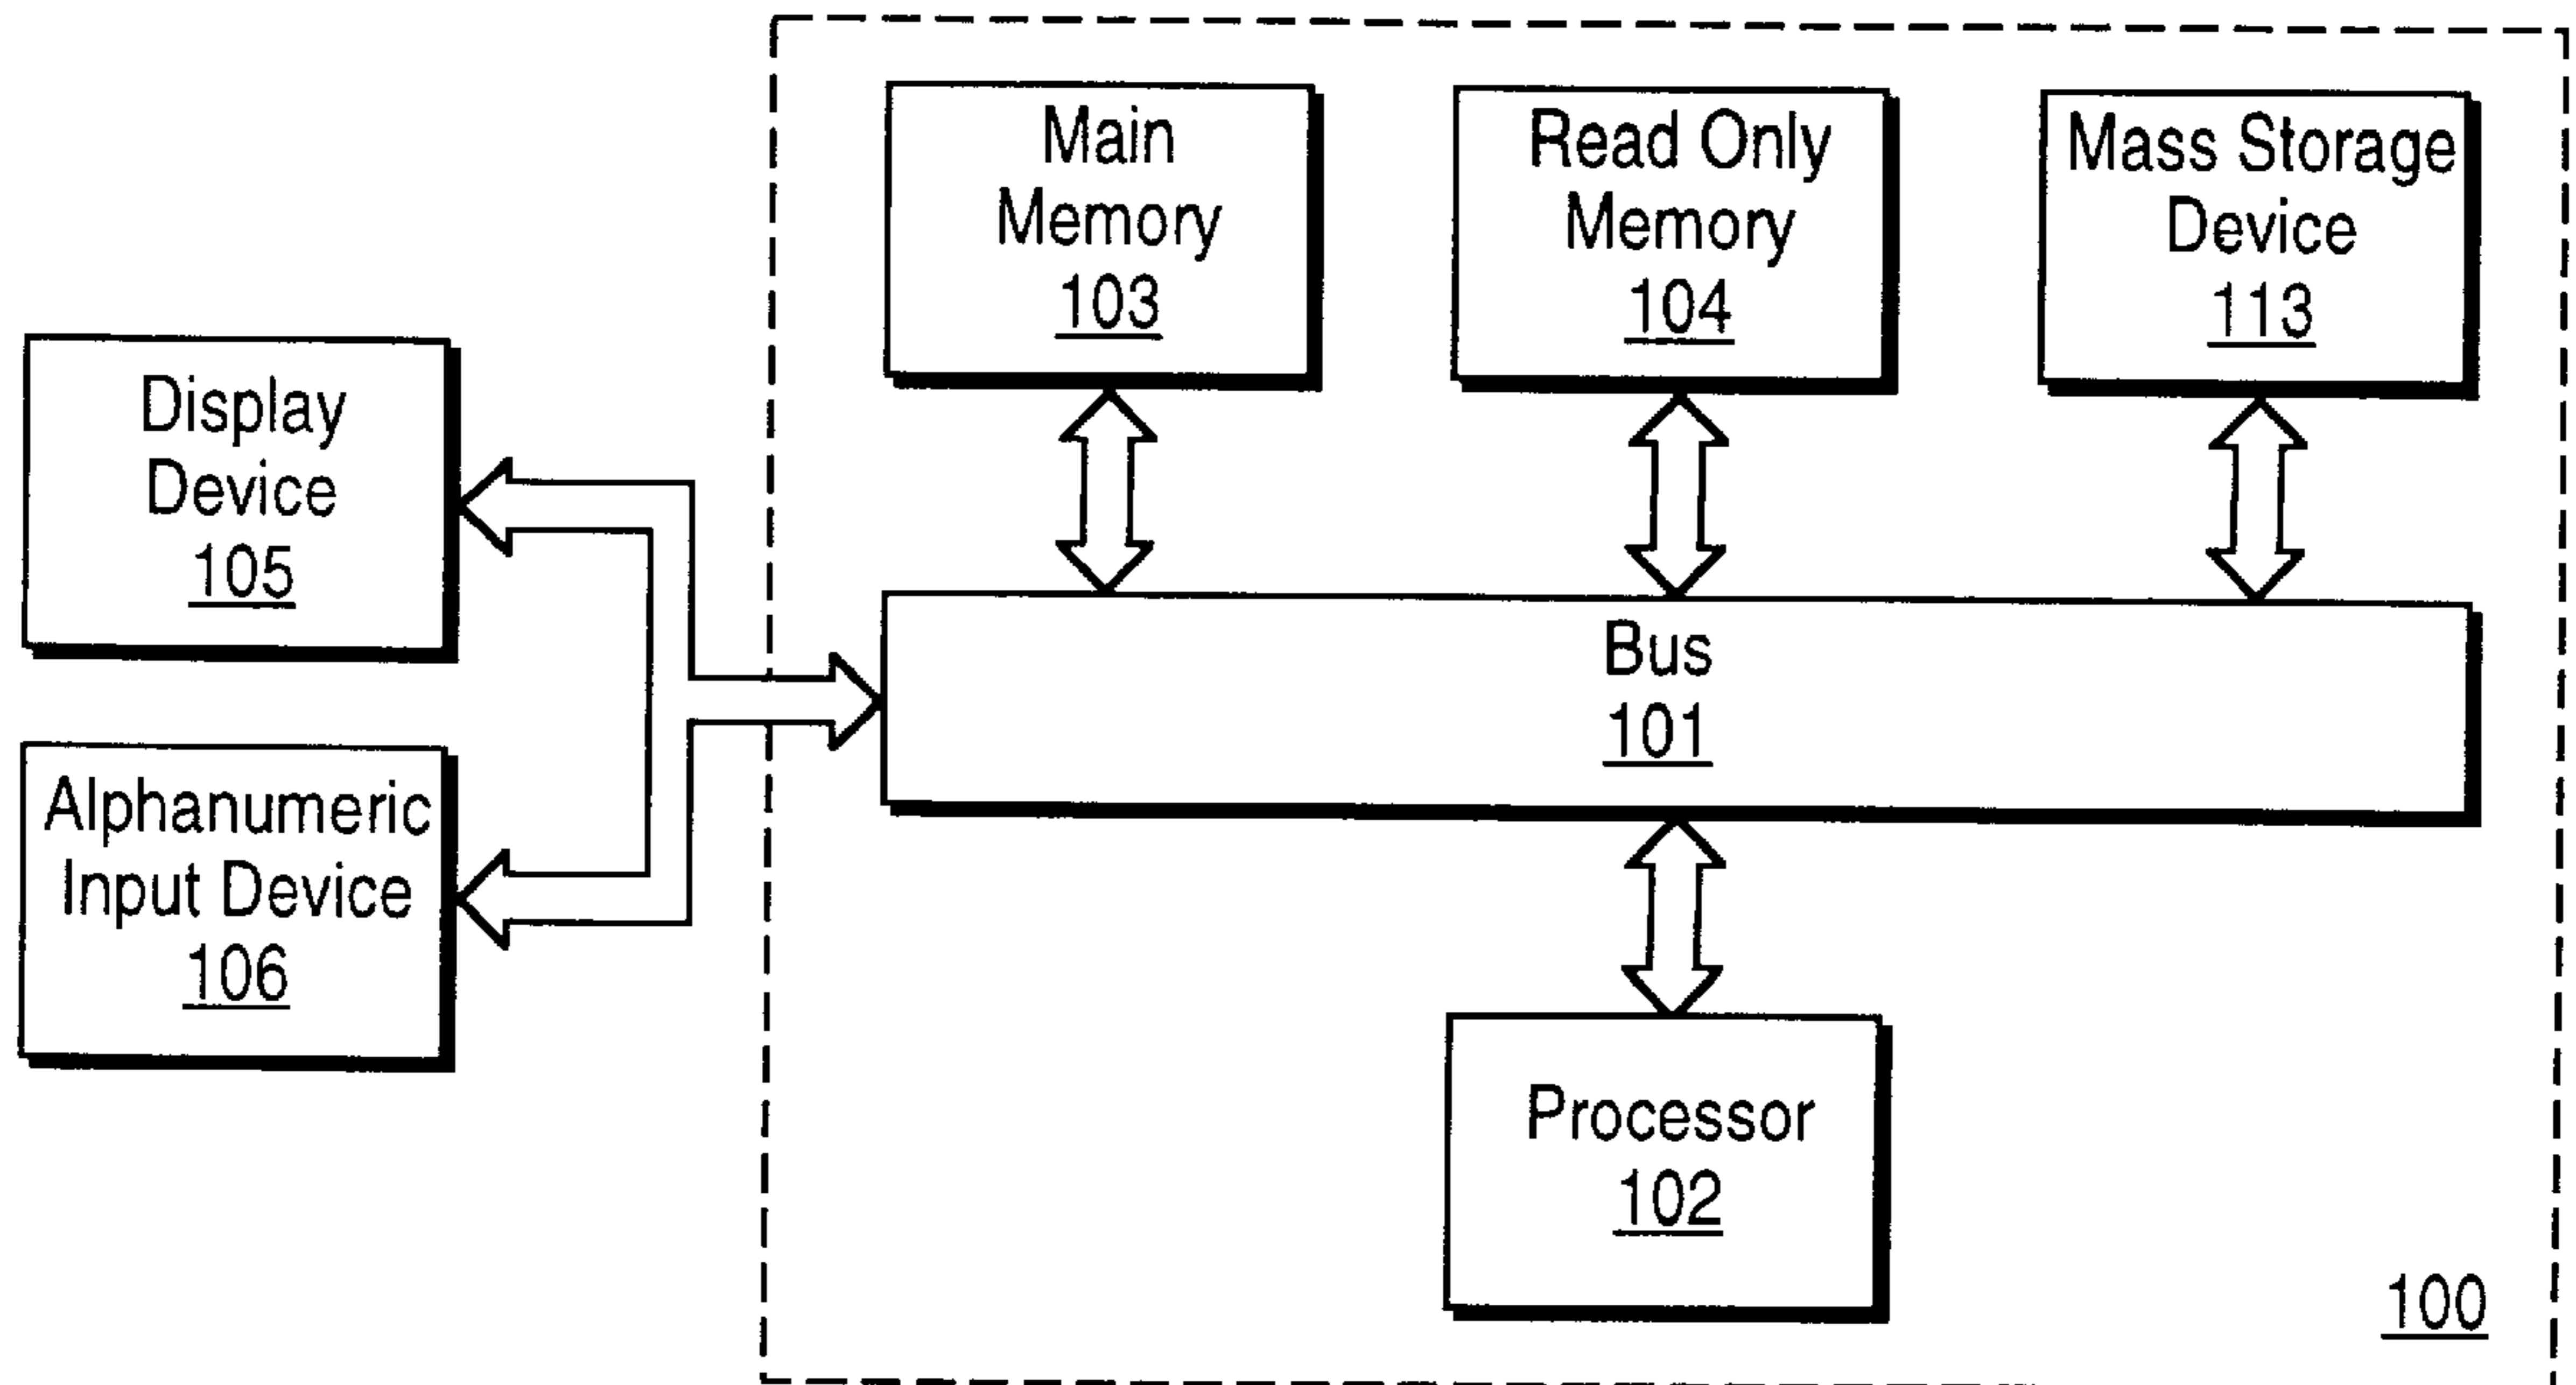 Main
Memory
103
Read Only
Memory
104
Mass Storage
Device
113
Display
Device
105
Bus
101
Alphanumeric
Input Device
106
Processor
102
100